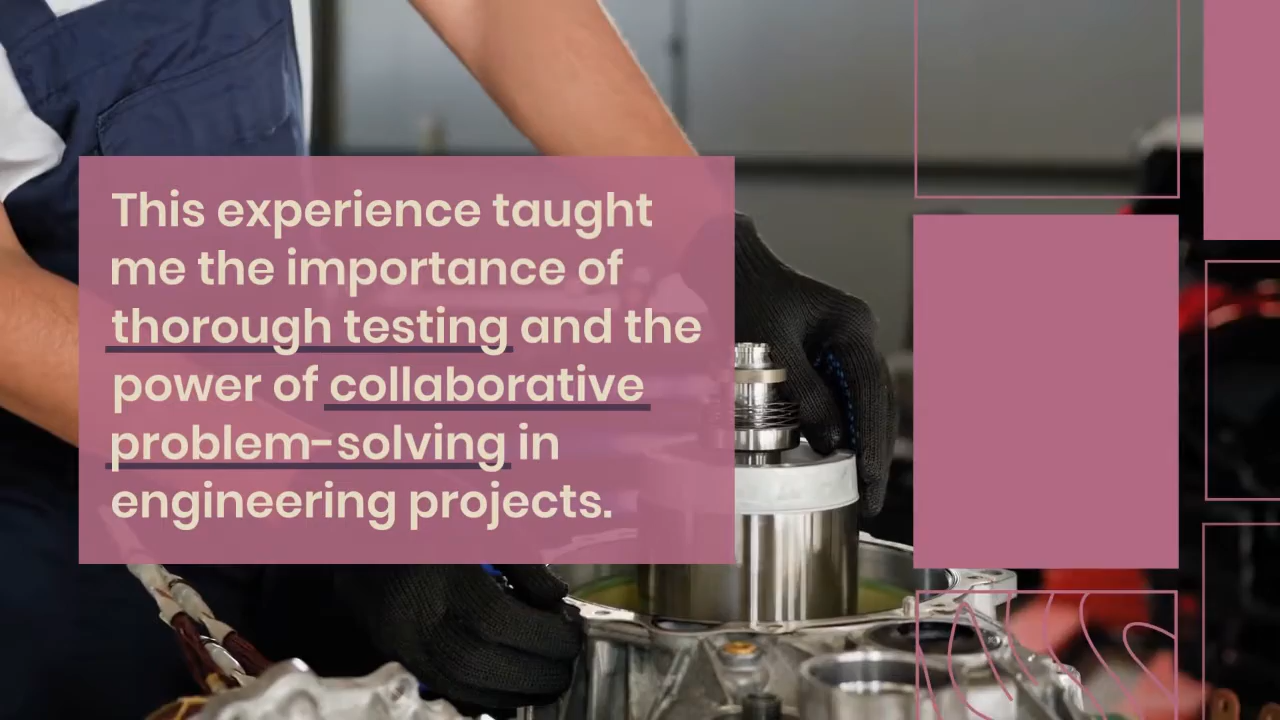 This experience taught
me the importance of
thorough testing and the
power of collaborative
problem-solving in
engineering projects.